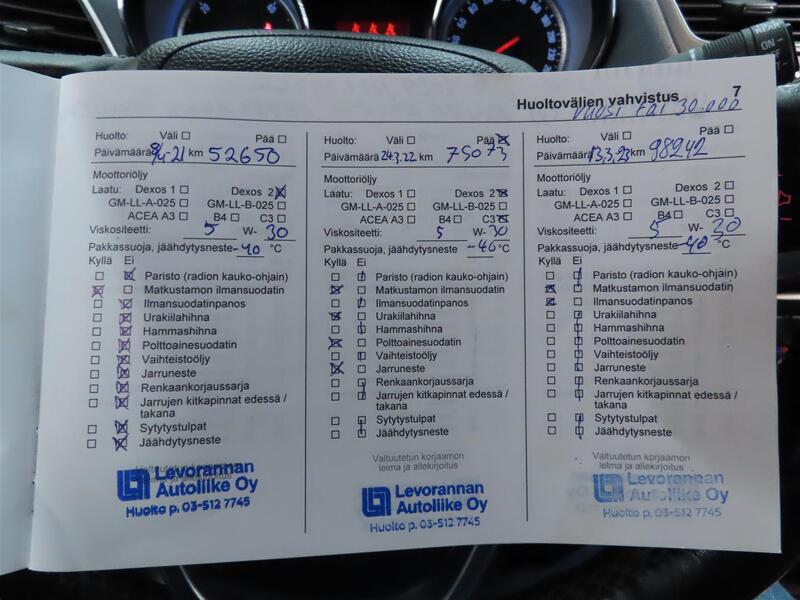 Huoltovälien vahvistus 7
vuosi tai 30.000
Huolto: Väli Pää
Päivämäärä 8/4-21 km 52650
Moottoriöljy
Laatu: Dexos 1 Dexos 2
GM-LL-A-025 GM-LL-B-025
ACEA A3 B4 C3
Viskositeetti: 5 W- 30
Pakkassuoja, jäähdytysneste -40 °C
Kyllä Ei
Paristo (radion kauko-ohjain)
Matkustamon ilmansuodatin
Ilmansuodatinpanos
Urakiilahihna
Hammashihna
Polttoainesuodatin
Vaihteistoöljy
Jarruneste
Renkaankorjaussarja
Jarrujen kitkapinnat edessä /
takana
Sytytystulpat
Jäähdytysneste
Valtuutetun korjaamon
leima ja allekirjoitus
Levorannan
Autoliike Oy
Huolto p. 03-512 7745
Huolto: Väli Pää
Päivämäärä 24.3.22 km 75073
Moottoriöljy
Laatu: Dexos 1 Dexos 2
GM-LL-A-025 GM-LL-B-025
ACEA A3 B4 C3
Viskositeetti: 5 W- 30
Pakkassuoja, jäähdytysneste -46 °C
Kyllä Ei
Paristo (radion kauko-ohjain)
Matkustamon ilmansuodatin
Ilmansuodatinpanos
Urakiilahihna
Hammashihna
Polttoainesuodatin
Vaihteistoöljy
Jarruneste
Renkaankorjaussarja
Jarrujen kitkapinnat edessä /
takana
Sytytystulpat
Jäähdytysneste
Valtuutetun korjaamon
leima ja allekirjoitus
Levorannan
Autoliike Oy
Huolto p. 03-512 7745
Huolto: Väli Pää
Päivämäärä 13.3.23 km 98242
Moottoriöljy
Laatu: Dexos 1 Dexos 2
GM-LL-A-025 GM-LL-B-025
ACEA A3 B4 C3
Viskositeetti: 5 W- 30
Pakkassuoja, jäähdytysneste -40 °C
Kyllä Ei
Paristo (radion kauko-ohjain)
Matkustamon ilmansuodatin
Ilmansuodatinpanos
Urakiilahihna
Hammashihna
Polttoainesuodatin
Vaihteistoöljy
Jarruneste
Renkaankorjaussarja
Jarrujen kitkapinnat edessä /
takana
Sytytystulpat
Jäähdytysneste
Valtuutetun korjaamon
leima ja allekirjoitus
Levorannan
Autoliike Oy
Huolto p. 03-512 7745